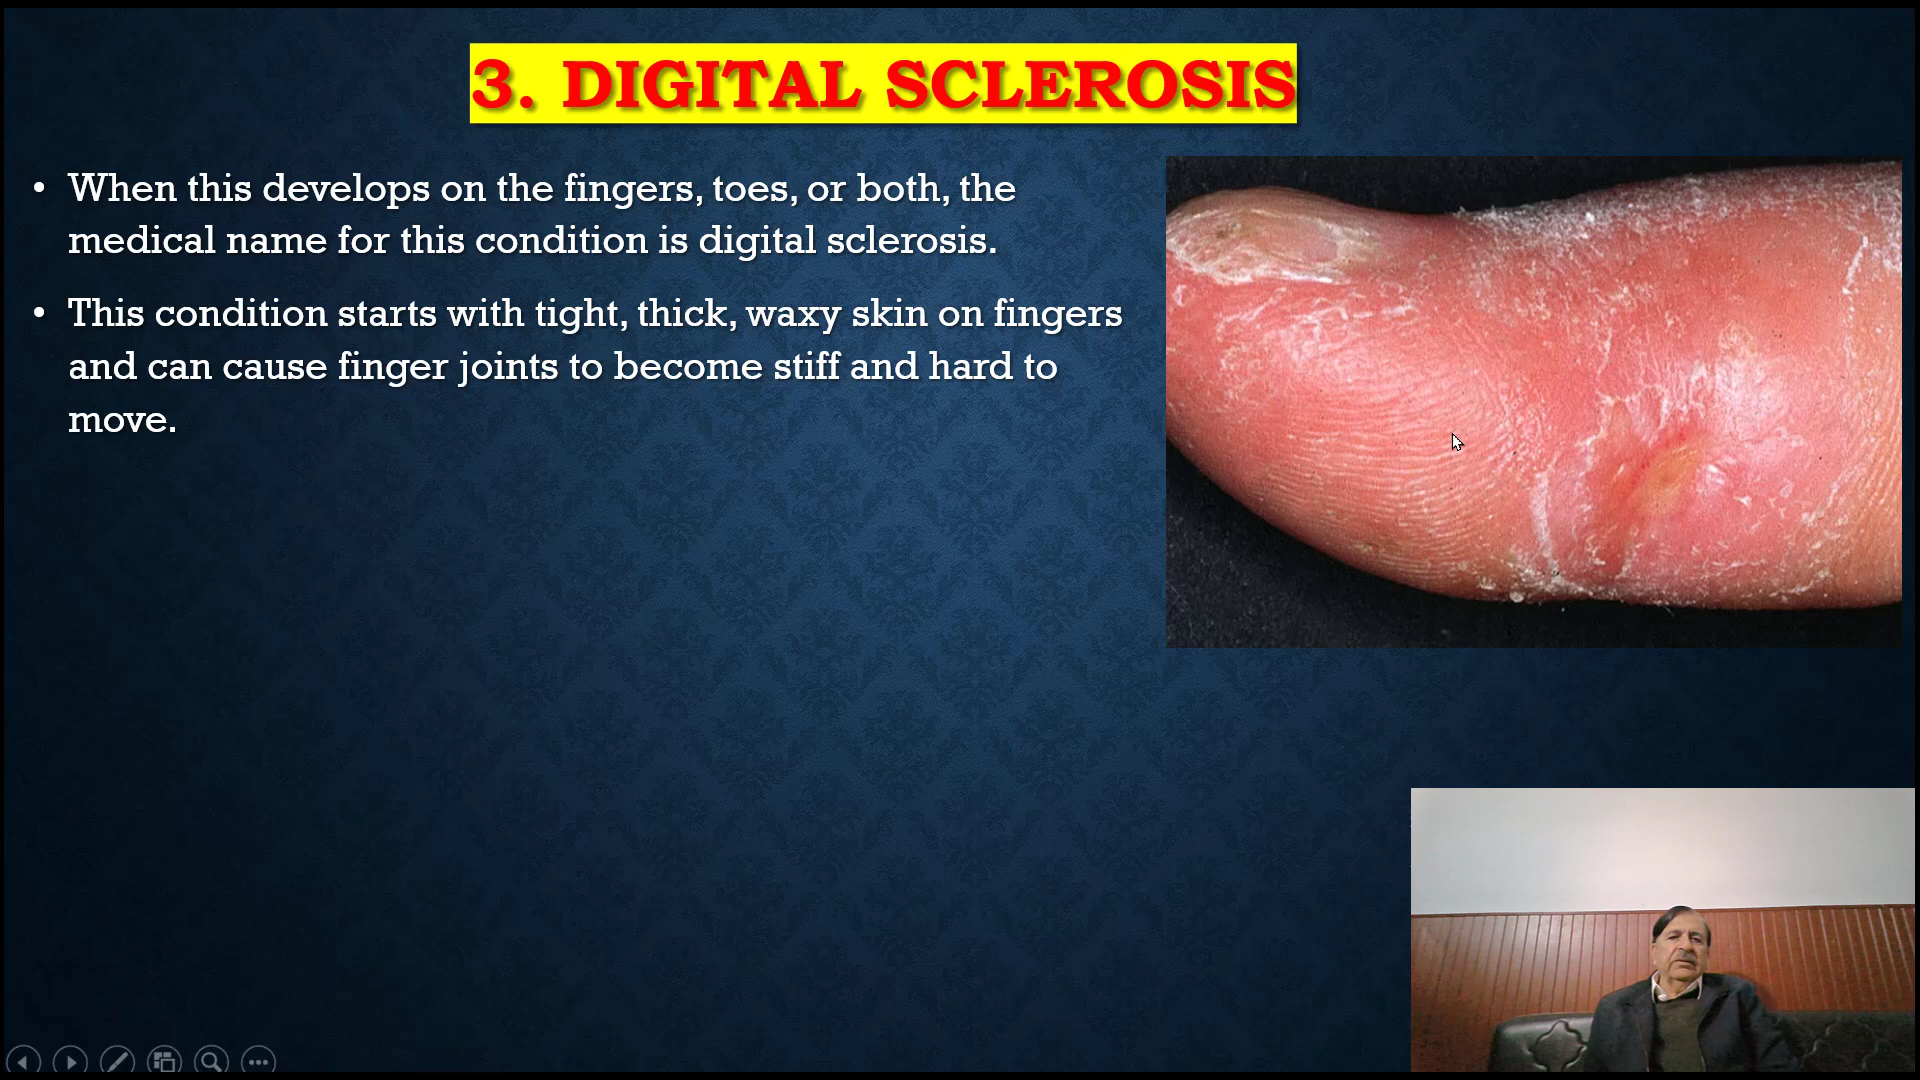 3. DIGITAL SCLEROSIS
• When this develops on the fingers, toes, or both, the
medical name for this condition is digital sclerosis.
• This condition starts with tight, thick, waxy skin on fingers
and can cause finger joints to become stiff and hard to
move.